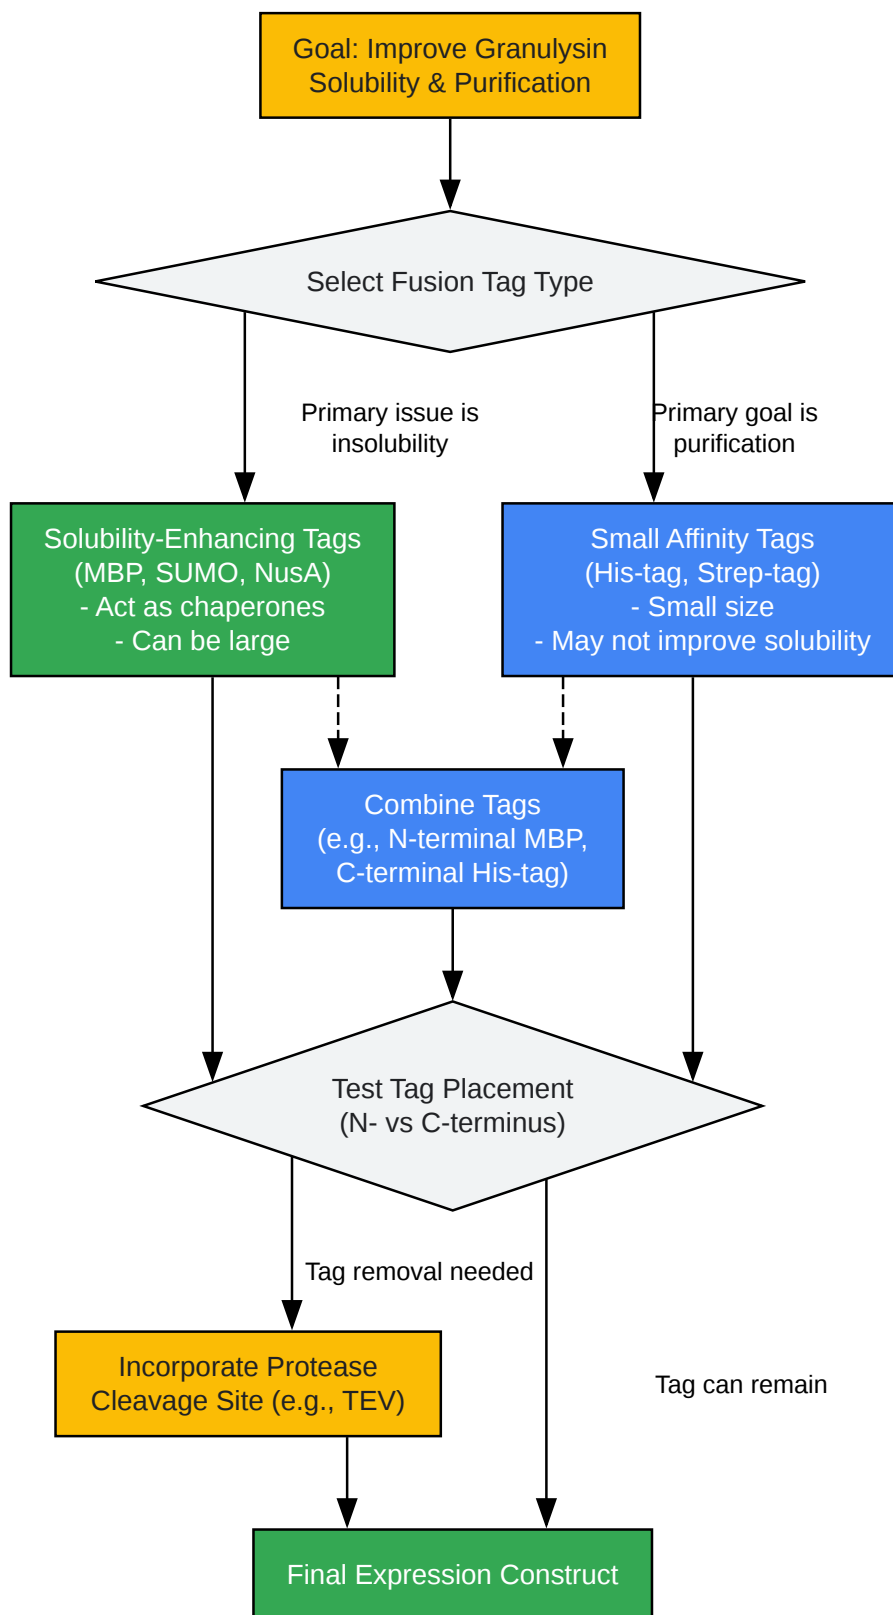 Goal: Improve Granulysin
Solubility & Purification
Select Fusion Tag Type
Primary issue is
insolubility
Primary goal is
purification
Solubility-Enhancing Tags
(MBP, SUMO, NusA)
- Act as chaperones
- Can be large
Small Affinity Tags
(His-tag, Strep-tag)
- Small size
- May not improve solubility
Combine Tags
(e.g., N-terminal MBP,
C-terminal His-tag)
Test Tag Placement
(N- vs C-terminus)
Tag removal needed
Incorporate Protease
Cleavage Site (e.g., TEV)
Tag can remain
Final Expression Construct